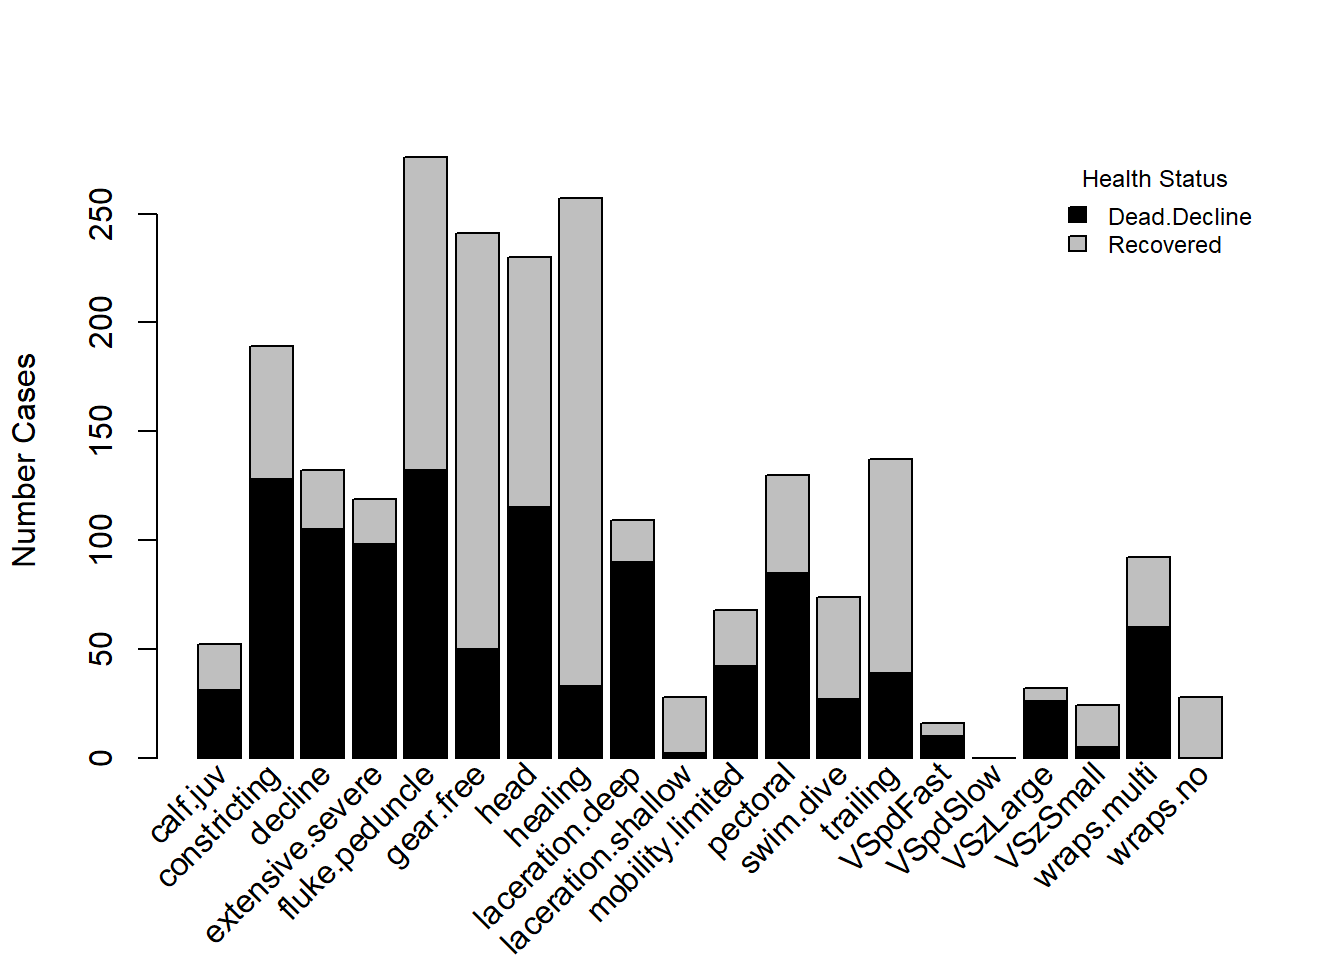 Health Status
Dead.Decline
Recovered
Number Cases
250
200
150
100
50
0
calf.juv
constricting
decline
extensive.severe
fluke.peduncle
gear.free
head
healing
laceration.deep
laceration.shallow
mobility.limited
pectoral
swim.dive
trailing
VSpdFast
VSpdSlow
VSzLarge
VSzSmall
wraps.multi
wraps.no